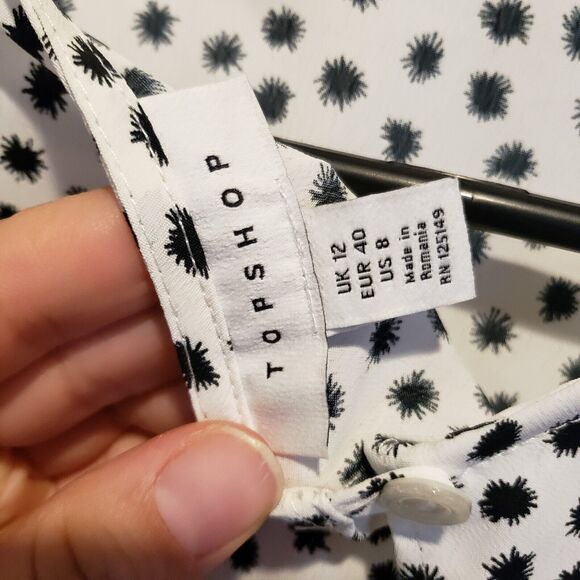 TOPSHOP
UK 12
EUR 40
US 8
Made in
Romania
RN 125149